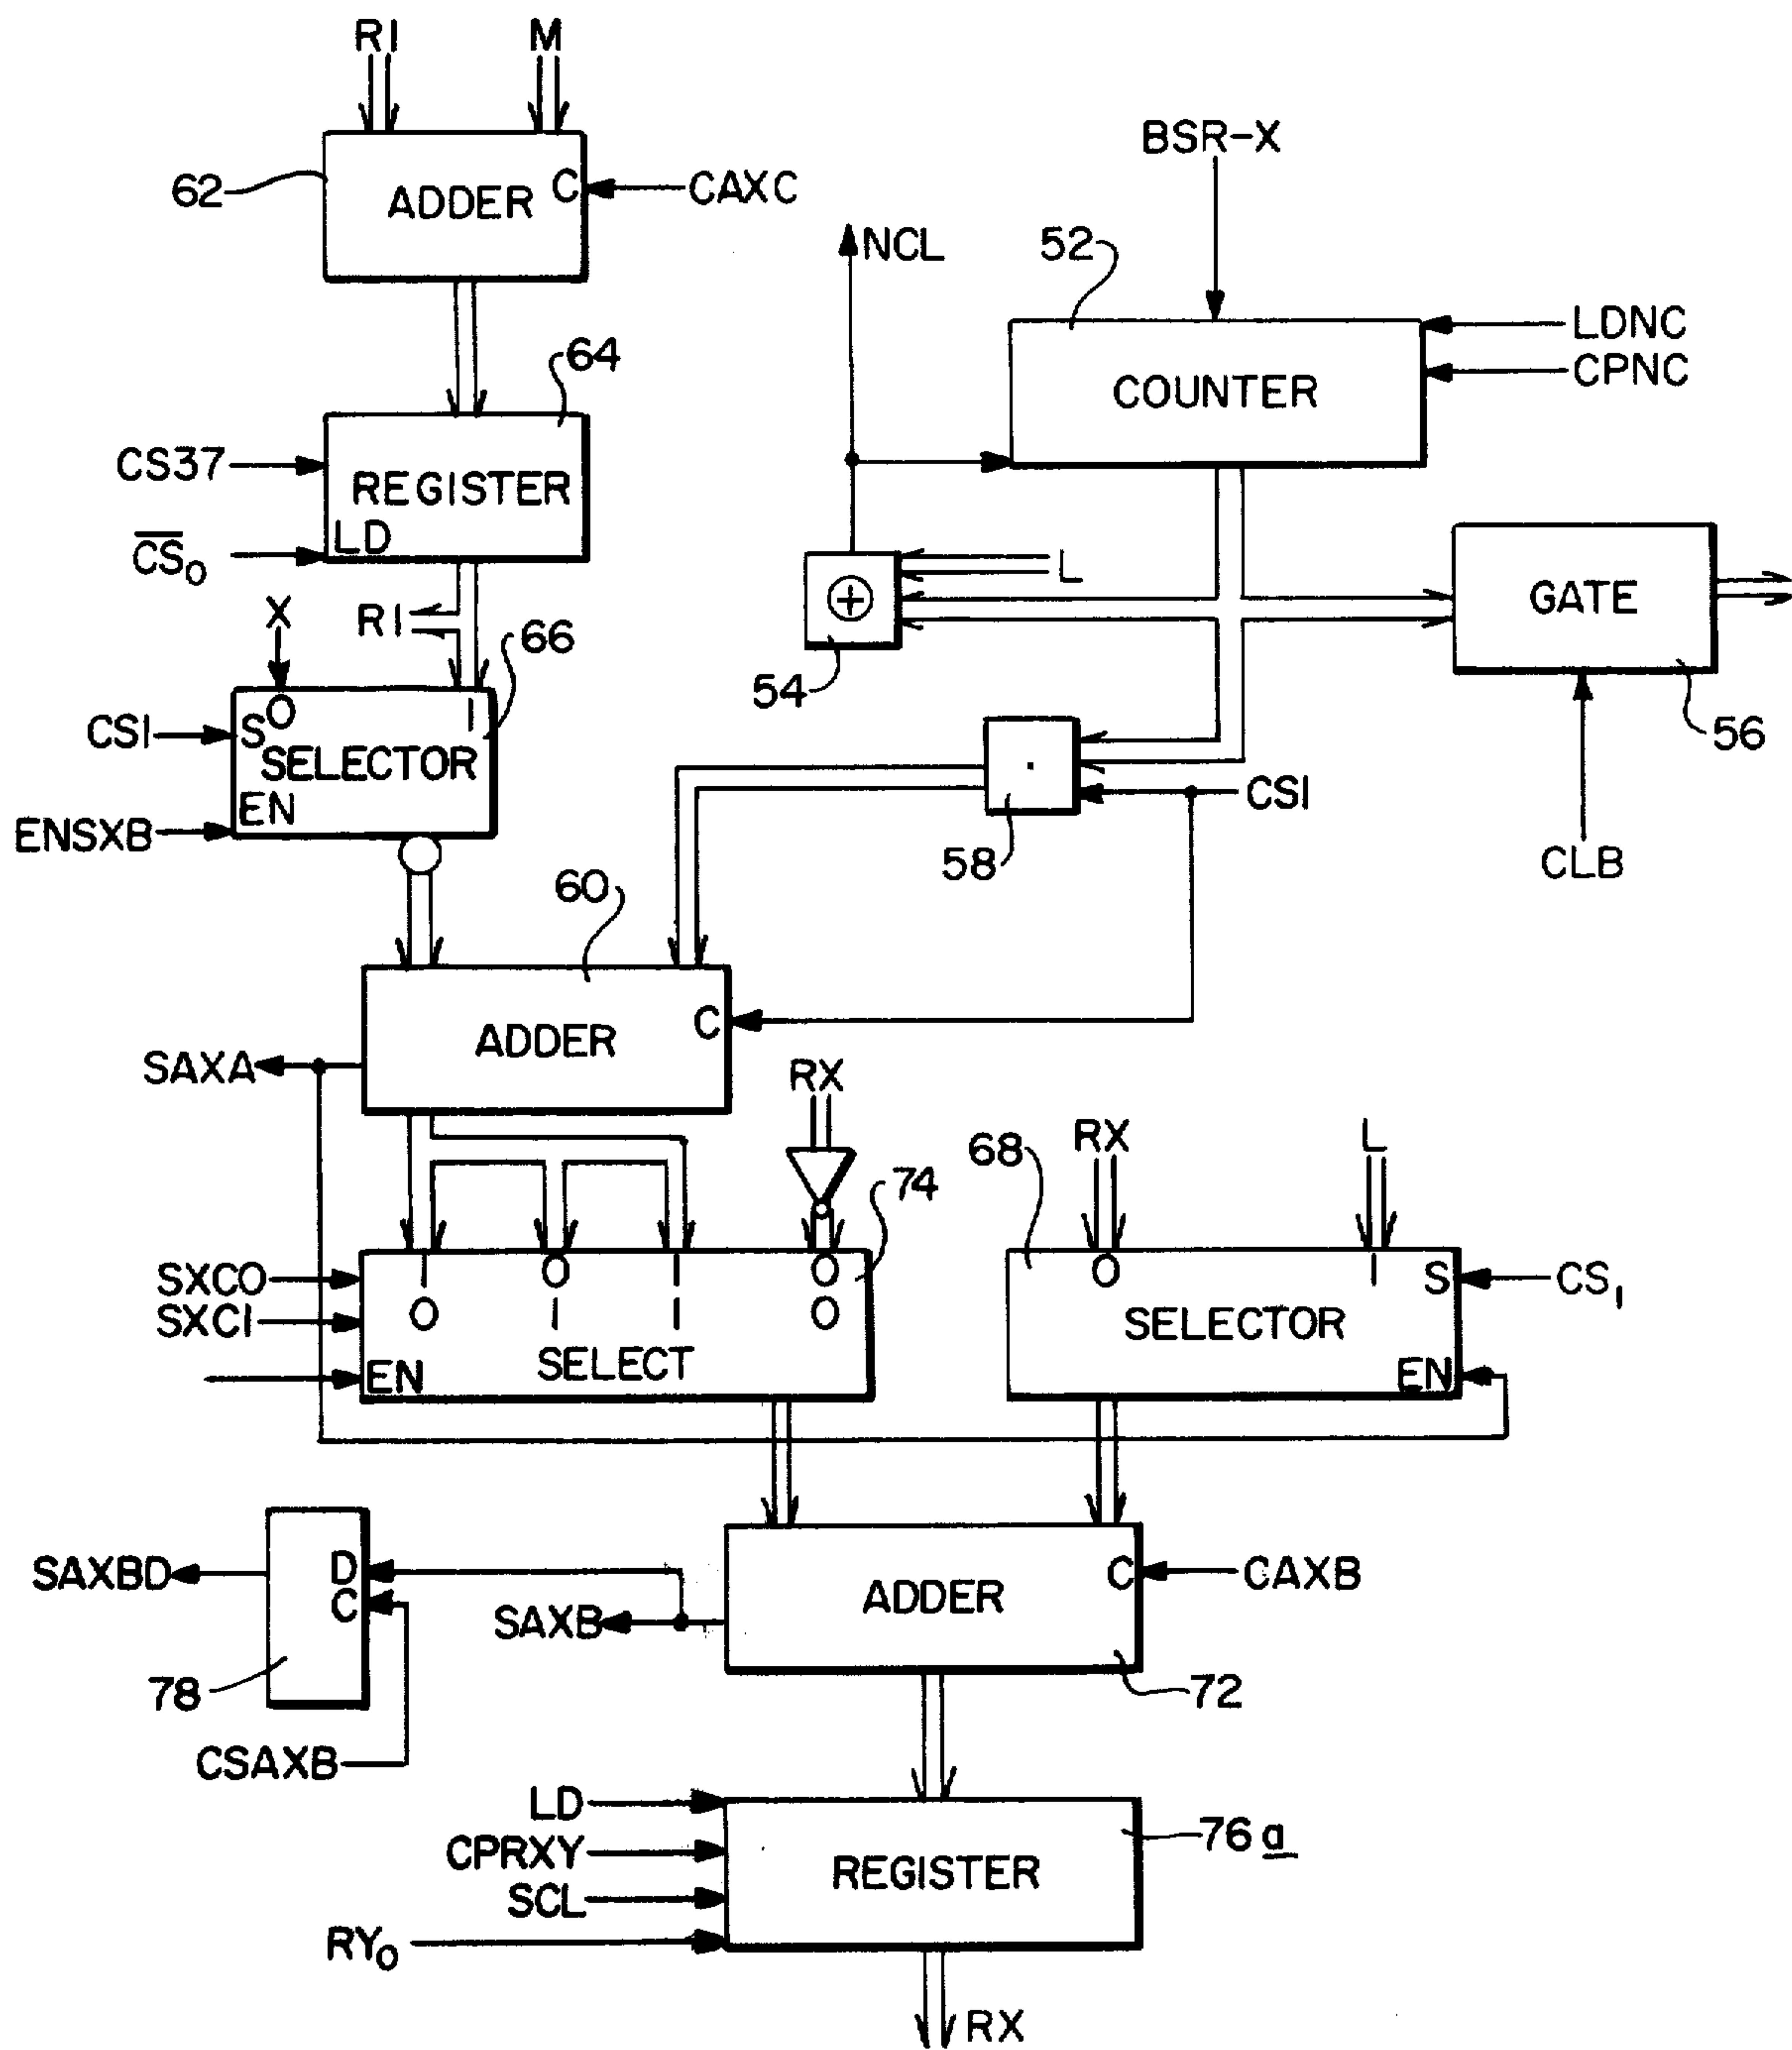 RI M
62 ADDER C CAXC
BSR-X
NCL
52
LDNC
COUNTER
CPNC
64
CS37
REGISTER
LD
C̅S̅₀
L
⊕
GATE
X
RI
66
54
56
CSI
S O I
SELECTOR
EN
ENSXB
.
CSI
58
CLB
60
ADDER C
SAXA
RX
RX L
68
74
SXCO
I O I O
O I S CS₁
SXCI
O I I O
SELECTOR
SELECT
EN
EN
SAXBD
D
C
SAXB
ADDER C CAXB
78
72
CSAXB
LD
76a
CPRXY
REGISTER
SCL
RY₀
RX